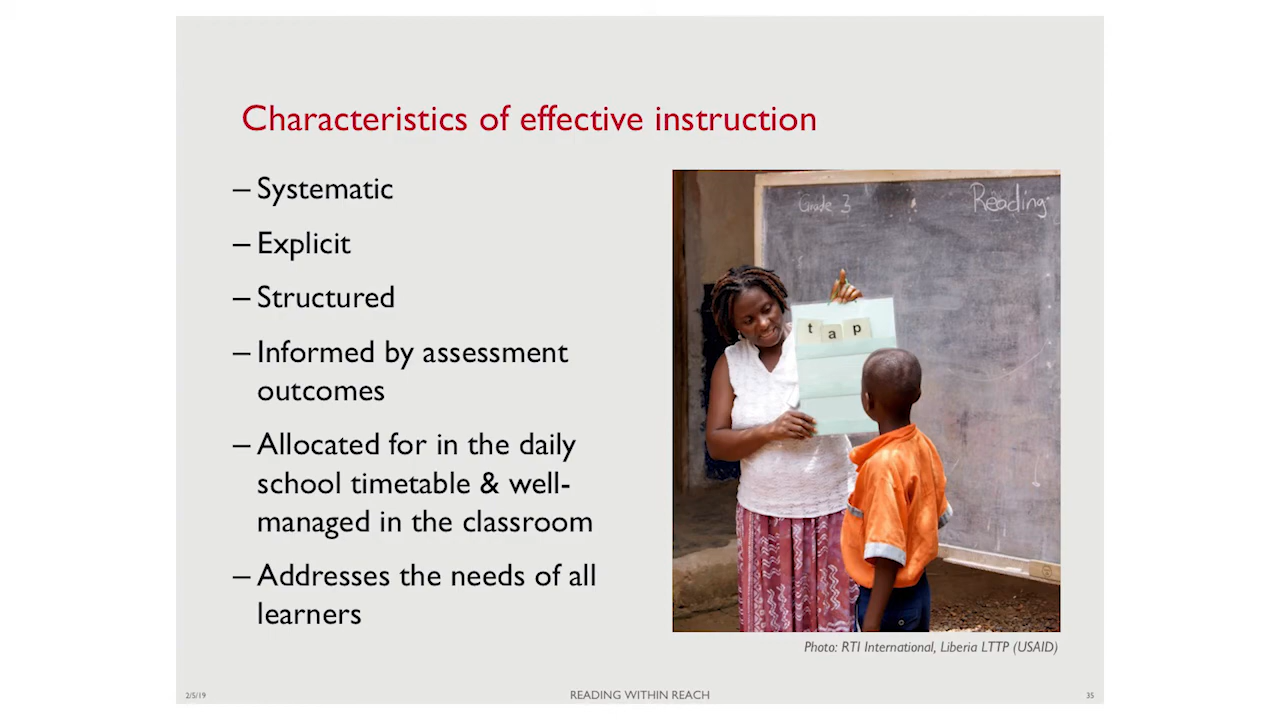 Characteristics of effective instruction
– Systematic
– Explicit
– Structured
– Informed by assessment
outcomes
– Allocated for in the daily
school timetable & well-
managed in the classroom
– Addresses the needs of all
learners
Grade 3
Reading
t a p
Photo: RTI International, Liberia LTTP (USAID)
2/5/19
READING WITHIN REACH
35